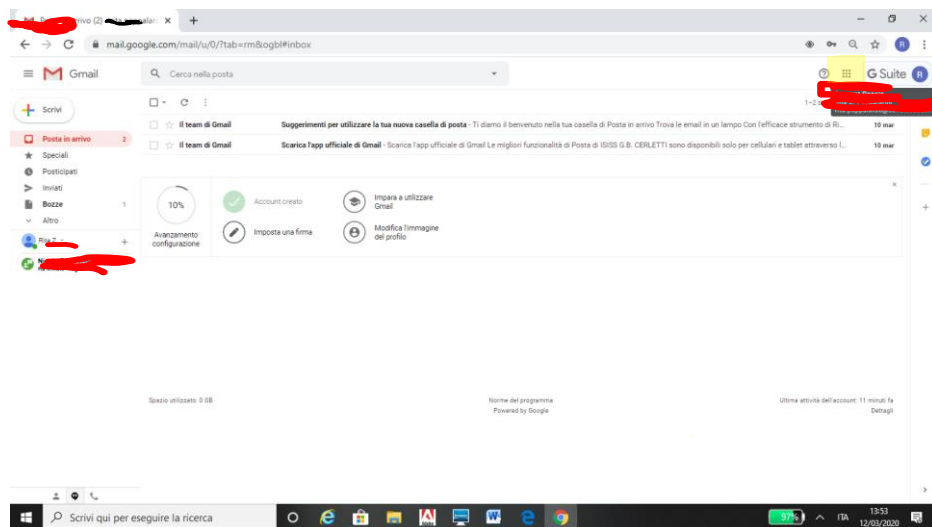 rrivo (2)
mail.google.com/mail/u/0/?tab=rm&ogbl#inbox
Gmail
Cerca nella posta
G Suite
R
Scrivi
1-2
Posta in arrivo 2
Speciali
Posticipati
Inviati
Bozze 1
Altro
Il team di Gmail Suggerimenti per utilizzare la tua nuova casella di posta - Ti diamo il benvenuto nella tua casella di Posta in arrivo Trova le email in un lampo Con l'efficace strumento di Ri... 10 mar
Il team di Gmail Scarica l'app ufficiale di Gmail - Scarica l'app ufficiale di Gmail Le migliori funzionalità di Posta di ISISS G.B. CERLETTI sono disponibili solo per cellulari e tablet attraverso l... 10 mar
10%
Avanzamento
configurazione
Account creato
Imposta una firma
Impara a utilizzare
Gmail
Modifica l'immagine
del profilo
Spazio utilizzato: 0 GB
Norme del programma
Powered by Google
Ultima attività dell'account: 11 minuti fa
Dettagli
Scrivi qui per eseguire la ricerca
97%
ITA
13:53
12/03/2020